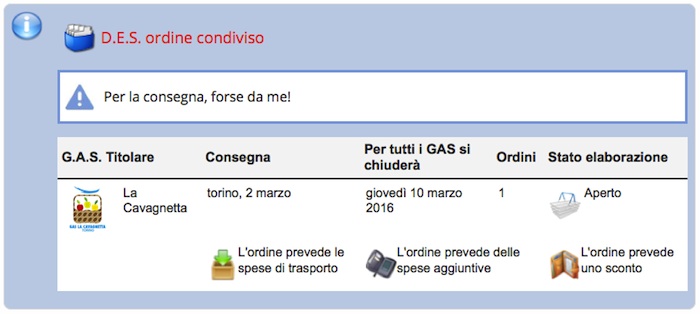 D.E.S. ordine condiviso
Per la consegna, forse da me!
G.A.S. Titolare Consegna Per tutti i GAS si chiuderà Ordini Stato elaborazione
La Cavagnetta torino, 2 marzo giovedì 10 marzo 2016 1 Aperto
GAS LA CAVAGNETTA
L'ordine prevede le spese di trasporto L'ordine prevede delle spese aggiuntive L'ordine prevede uno sconto